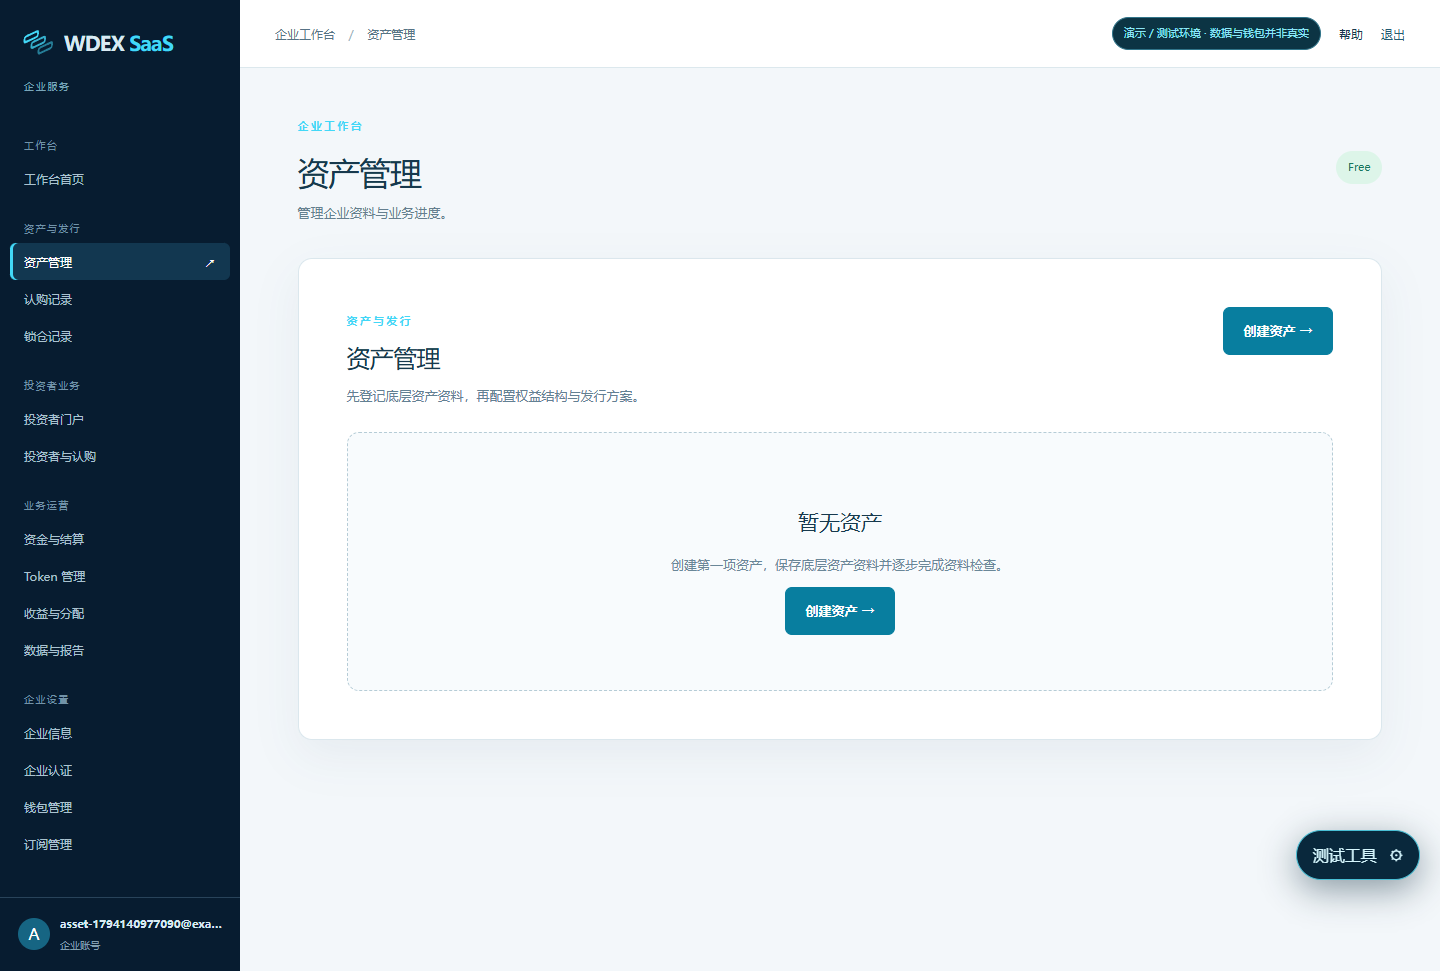 WDEX SaaS
企业服务
工作台
工作台首页
资产与发行
资产管理 ↗
认购记录
锁仓记录
投资者业务
投资者门户
投资者与认购
业务运营
资金与结算
Token 管理
收益与分配
数据与报告
企业设置
企业信息
企业认证
钱包管理
订阅管理
A
asset-1794140977090@exa...
企业账号
企业工作台 / 资产管理
演示 / 测试环境 · 数据与钱包并非真实
帮助
退出
企业工作台
资产管理
管理企业资料与业务进度。
Free
资产与发行
资产管理
先登记底层资产资料，再配置权益结构与发行方案。
创建资产 →
暂无资产
创建第一项资产，保存底层资产资料并逐步完成资料检查。
创建资产 →
测试工具 ⚙